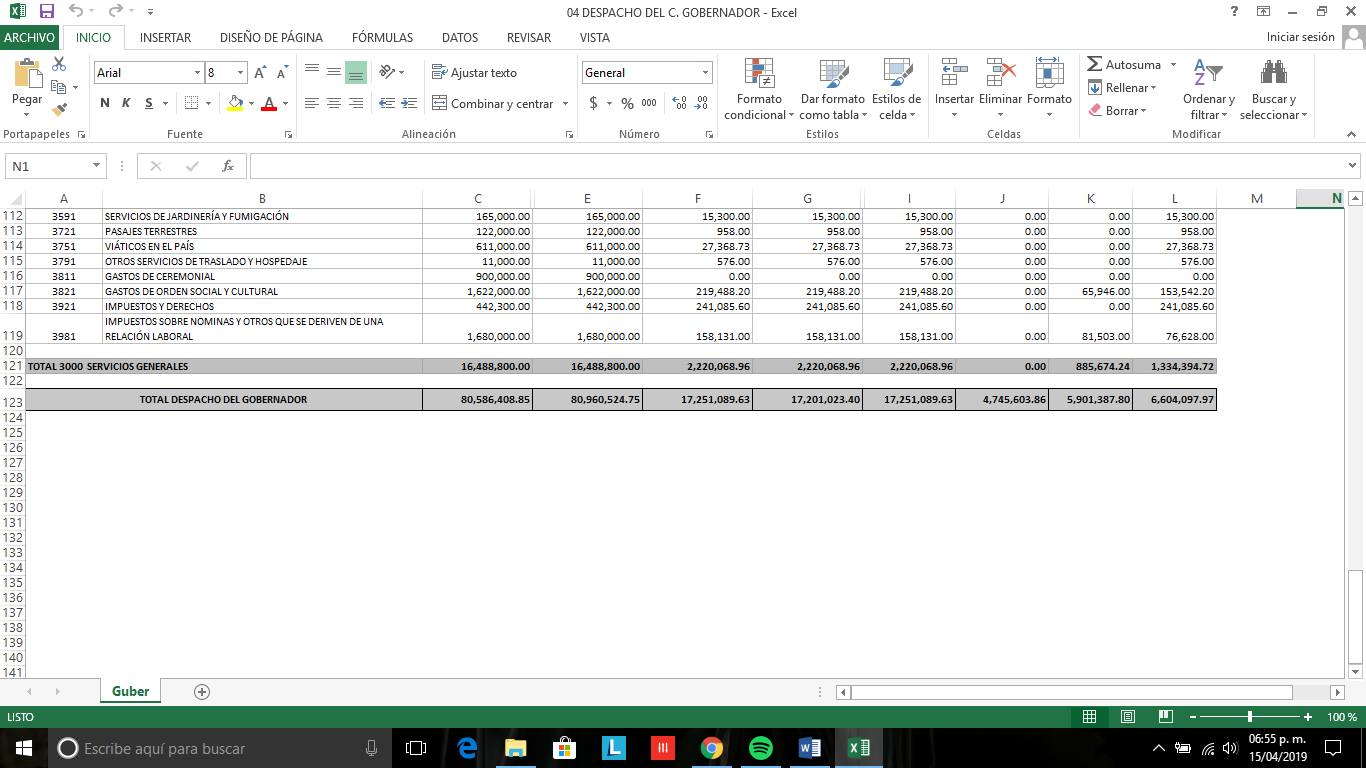 04 DESPACHO DEL C. GOBERNADOR - Excel
?
ARCHIVO INICIO INSERTAR DISEÑO DE PÁGINA FÓRMULAS DATOS REVISAR VISTA Iniciar sesión
Pegar
Portapapeles
Arial 8
N K S
Fuente
Ajustar texto
Combinar y centrar
Alineación
General
$ % 000
Número
Formato condicional
Dar formato como tabla
Estilos de celda
Estilos
Insertar Eliminar Formato
Celdas
Autosuma
Rellenar
Borrar
Ordenar y filtrar
Buscar y seleccionar
Modificar
N1 fx
A B C E F G I J K L M N
112 3591 SERVICIOS DE JARDINERÍA Y FUMIGACIÓN 165,000.00 165,000.00 15,300.00 15,300.00 15,300.00 0.00 0.00 15,300.00
113 3721 PASAJES TERRESTRES 122,000.00 122,000.00 958.00 958.00 958.00 0.00 0.00 958.00
114 3751 VIÁTICOS EN EL PAÍS 611,000.00 611,000.00 27,368.73 27,368.73 27,368.73 0.00 0.00 27,368.73
115 3791 OTROS SERVICIOS DE TRASLADO Y HOSPEDAJE 11,000.00 11,000.00 576.00 576.00 576.00 0.00 0.00 576.00
116 3811 GASTOS DE CEREMONIAL 900,000.00 900,000.00 0.00 0.00 0.00 0.00 0.00 0.00
117 3821 GASTOS DE ORDEN SOCIAL Y CULTURAL 1,622,000.00 1,622,000.00 219,488.20 219,488.20 219,488.20 0.00 65,946.00 153,542.20
118 3921 IMPUESTOS Y DERECHOS 442,300.00 442,300.00 241,085.60 241,085.60 241,085.60 0.00 0.00 241,085.60
IMPUESTOS SOBRE NOMINAS Y OTROS QUE SE DERIVEN DE UNA
119 3981 RELACIÓN LABORAL 1,680,000.00 1,680,000.00 158,131.00 158,131.00 158,131.00 0.00 81,503.00 76,628.00
120
121 TOTAL 3000 SERVICIOS GENERALES 16,488,800.00 16,488,800.00 2,220,068.96 2,220,068.96 2,220,068.96 0.00 885,674.24 1,334,394.72
122
123 TOTAL DESPACHO DEL GOBERNADOR 80,586,408.85 80,960,524.75 17,251,089.63 17,201,023.40 17,251,089.63 4,745,603.86 5,901,387.80 6,604,097.97
124
125
126
127
128
129
130
131
132
133
134
135
136
137
138
139
140
141
Guber
LISTO 100 %
Escribe aquí para buscar
06:55 p. m.
15/04/2019